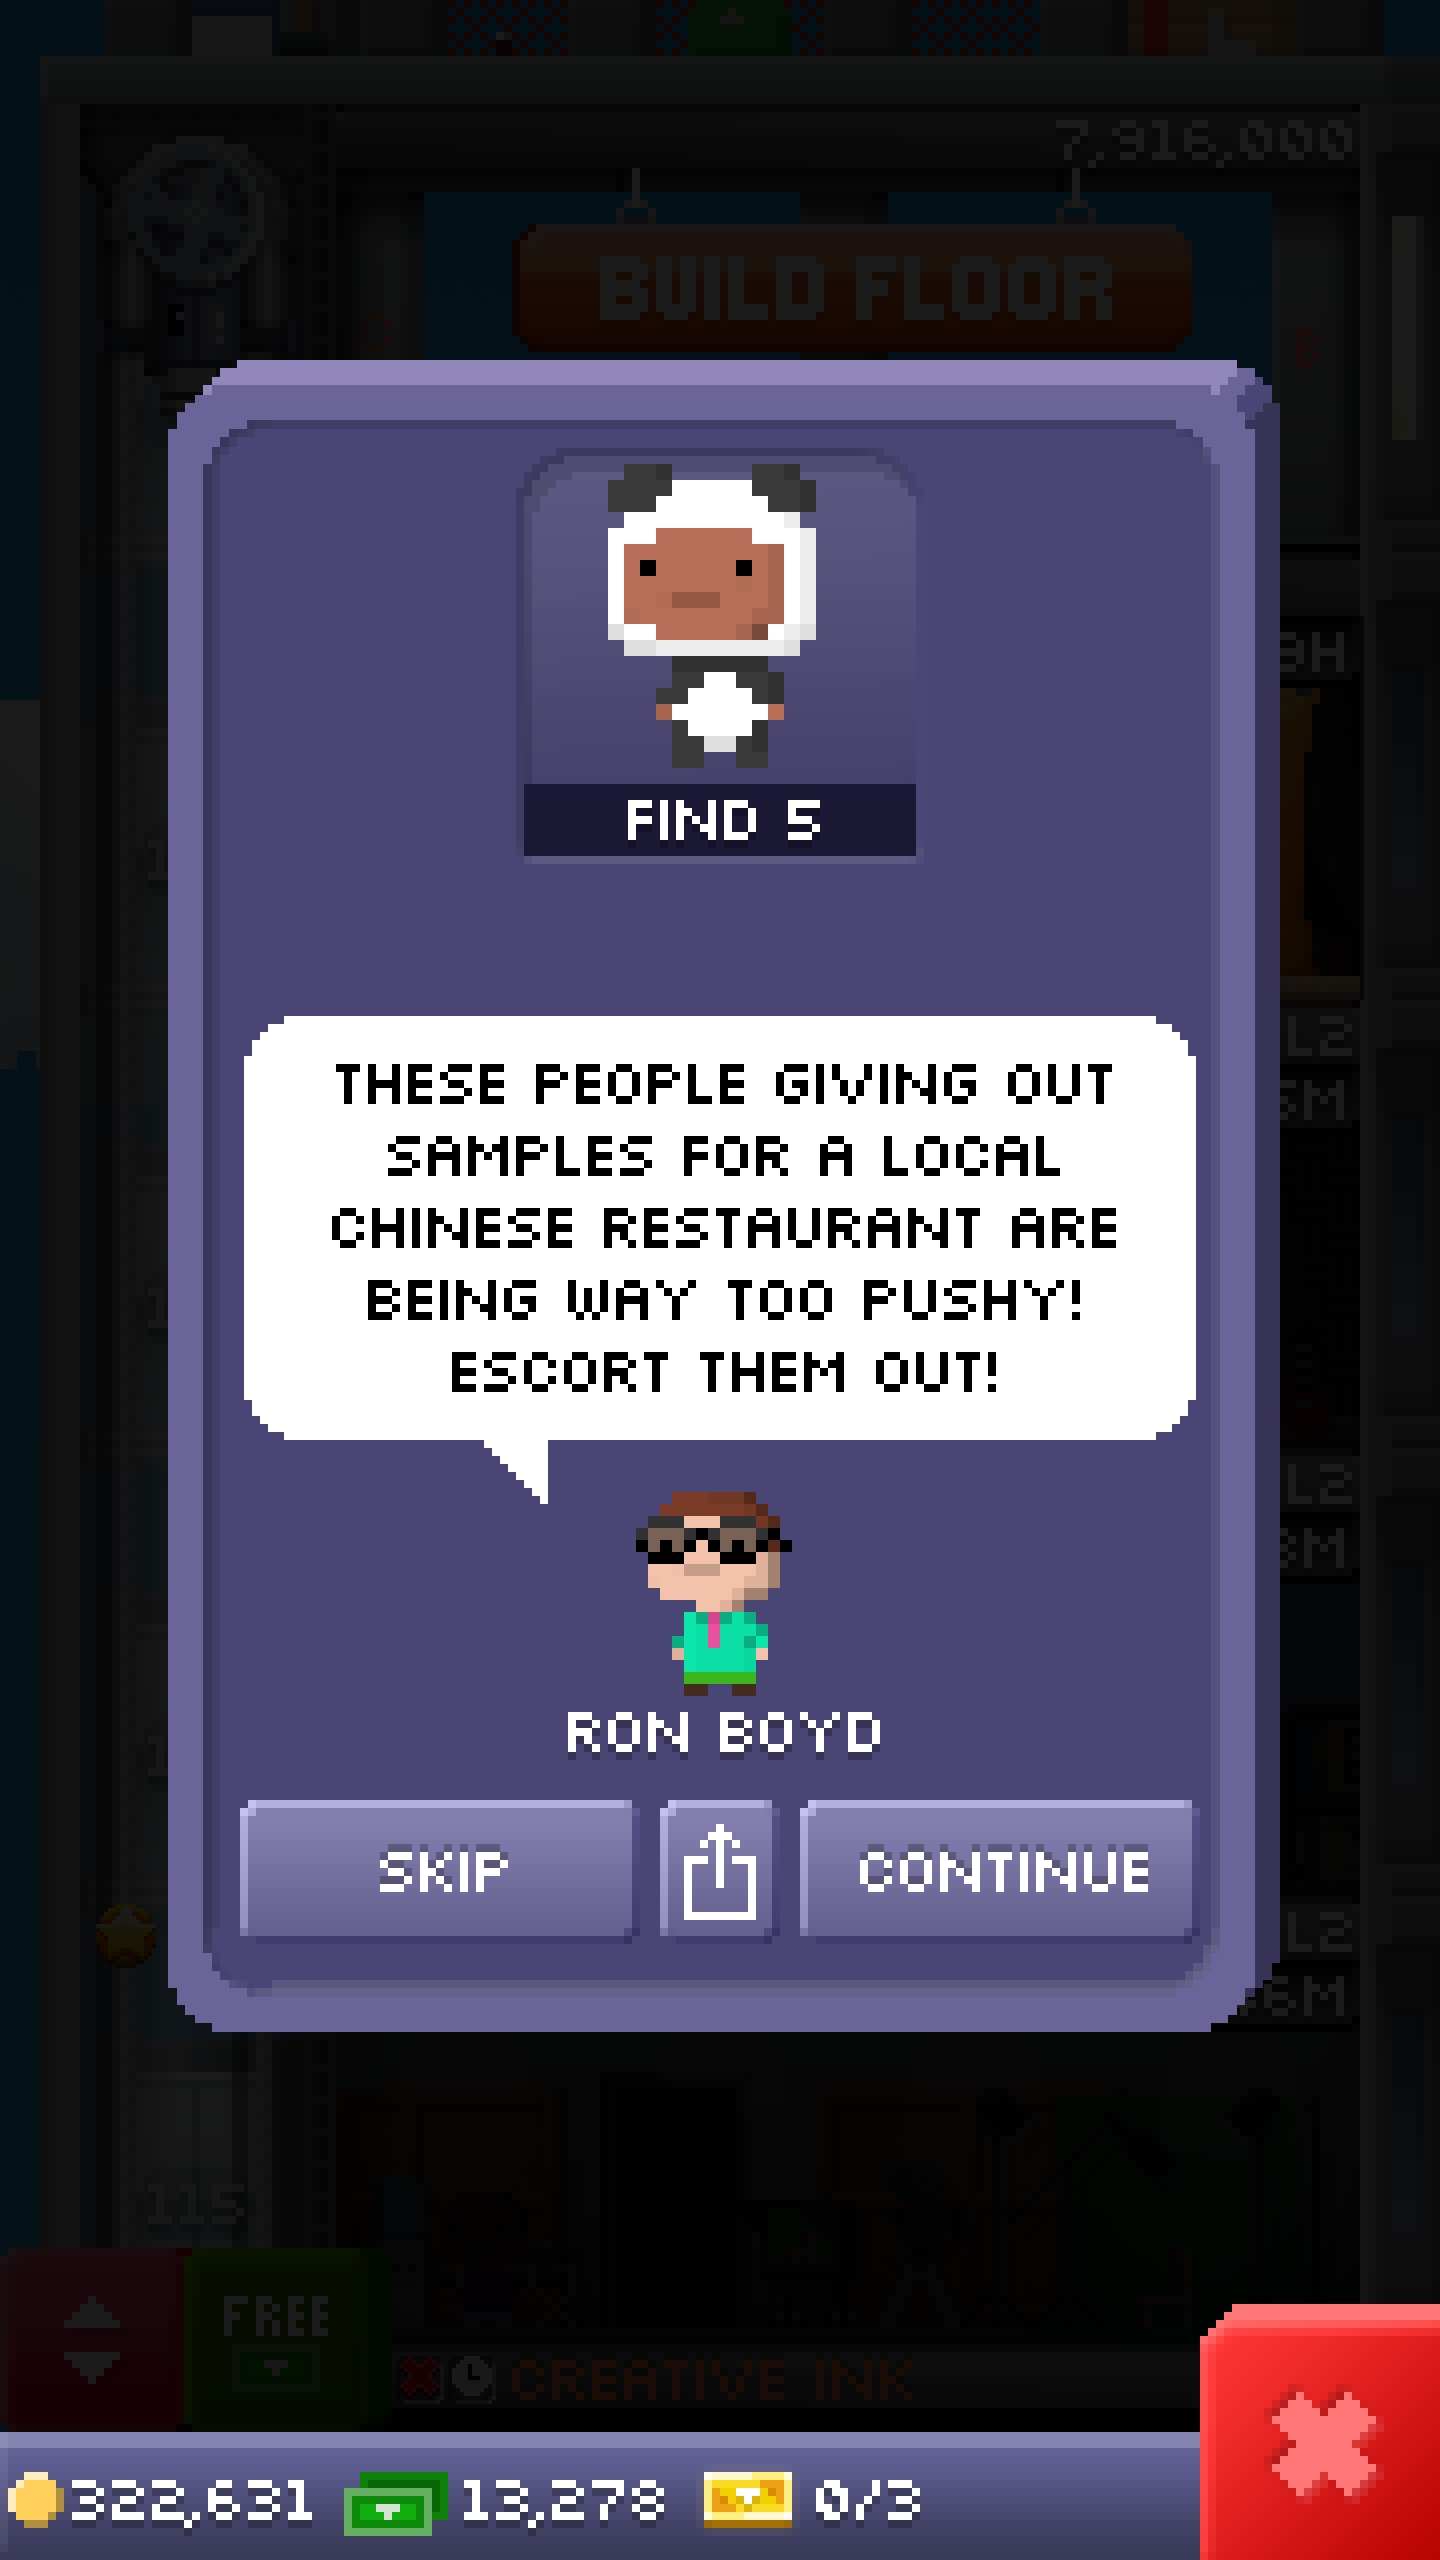 7,916,000
BUILD FLOOR
FIND 5
THESE PEOPLE GIVING OUT
SAMPLES FOR A LOCAL
CHINESE RESTAURANT ARE
BEING WAY TOO PUSHY!
ESCORT THEM OUT!
RON BOYD
SKIP
CONTINUE
115
FREE
CREATIVE INK
322,631
13,278
0/3